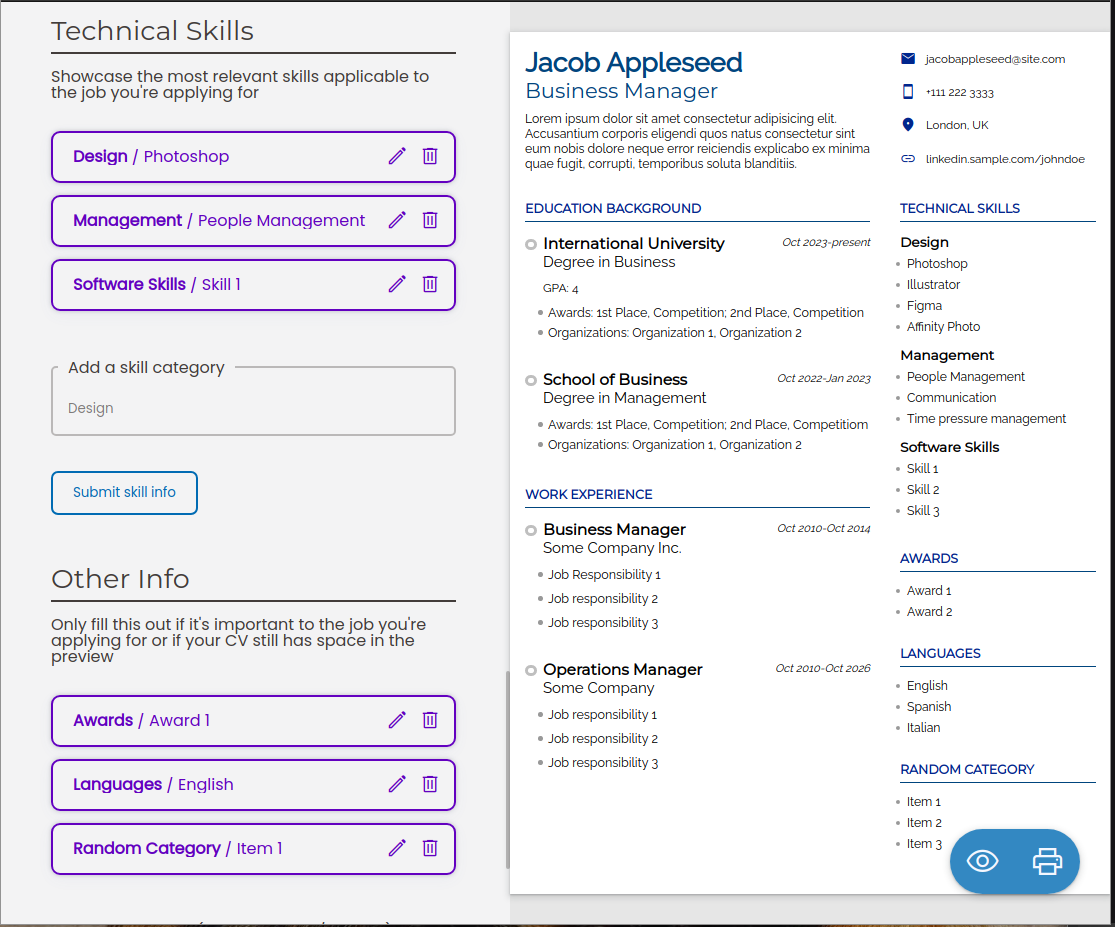 Technical Skills
Showcase the most relevant skills applicable to
the job you're applying for
Design / Photoshop
Management / People Management
Software Skills / Skill 1
Add a skill category
Design
Submit skill info
Other Info
Only fill this out if it's important to the job you're
applying for or if your CV still has space in the
preview
Awards / Award 1
Languages / English
Random Category / Item 1
Jacob Appleseed
Business Manager
Lorem ipsum dolor sit amet consectetur adipisicing elit.
Accusantium corporis eligendi quos natus consectetur sint
eum nobis dolore neque error reiciendis explicabo ex minima
quae fugit, corrupti, temporibus soluta blanditiis.
EDUCATION BACKGROUND
International University Oct 2023-present
Degree in Business
GPA: 4
Awards: 1st Place, Competition; 2nd Place, Competition
Organizations: Organization 1, Organization 2
School of Business Oct 2022-Jan 2023
Degree in Management
Awards: 1st Place, Competition; 2nd Place, Competitiom
Organizations: Organization 1, Organization 2
WORK EXPERIENCE
Business Manager Oct 2010-Oct 2014
Some Company Inc.
Job Responsibility 1
Job responsibility 2
Job responsibility 3
Operations Manager Oct 2010-Oct 2026
Some Company
Job responsibility 1
Job responsibility 2
Job responsibility 3
jacobappleseed@site.com
+111 222 3333
London, UK
linkedin.sample.com/johndoe
TECHNICAL SKILLS
Design
Photoshop
Illustrator
Figma
Affinity Photo
Management
People Management
Communication
Time pressure management
Software Skills
Skill 1
Skill 2
Skill 3
AWARDS
Award 1
Award 2
LANGUAGES
English
Spanish
Italian
RANDOM CATEGORY
Item 1
Item 2
Item 3